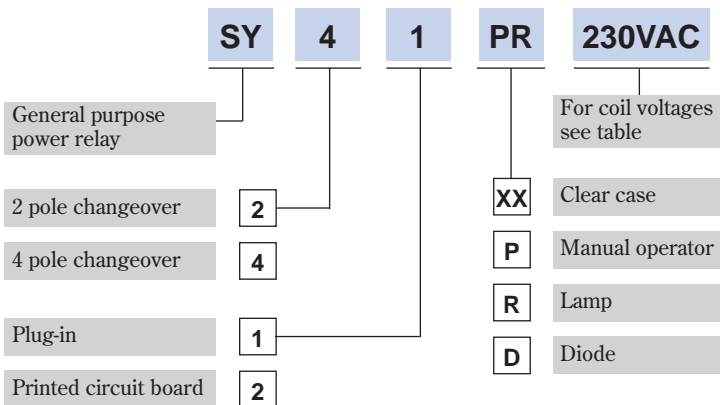 SY 4 1 PR 230VAC
General purpose
power relay
2 pole changeover 2
4 pole changeover 4
Plug-in 1
Printed circuit board 2
For coil voltages
see table
XX Clear case
P Manual operator
R Lamp
D Diode